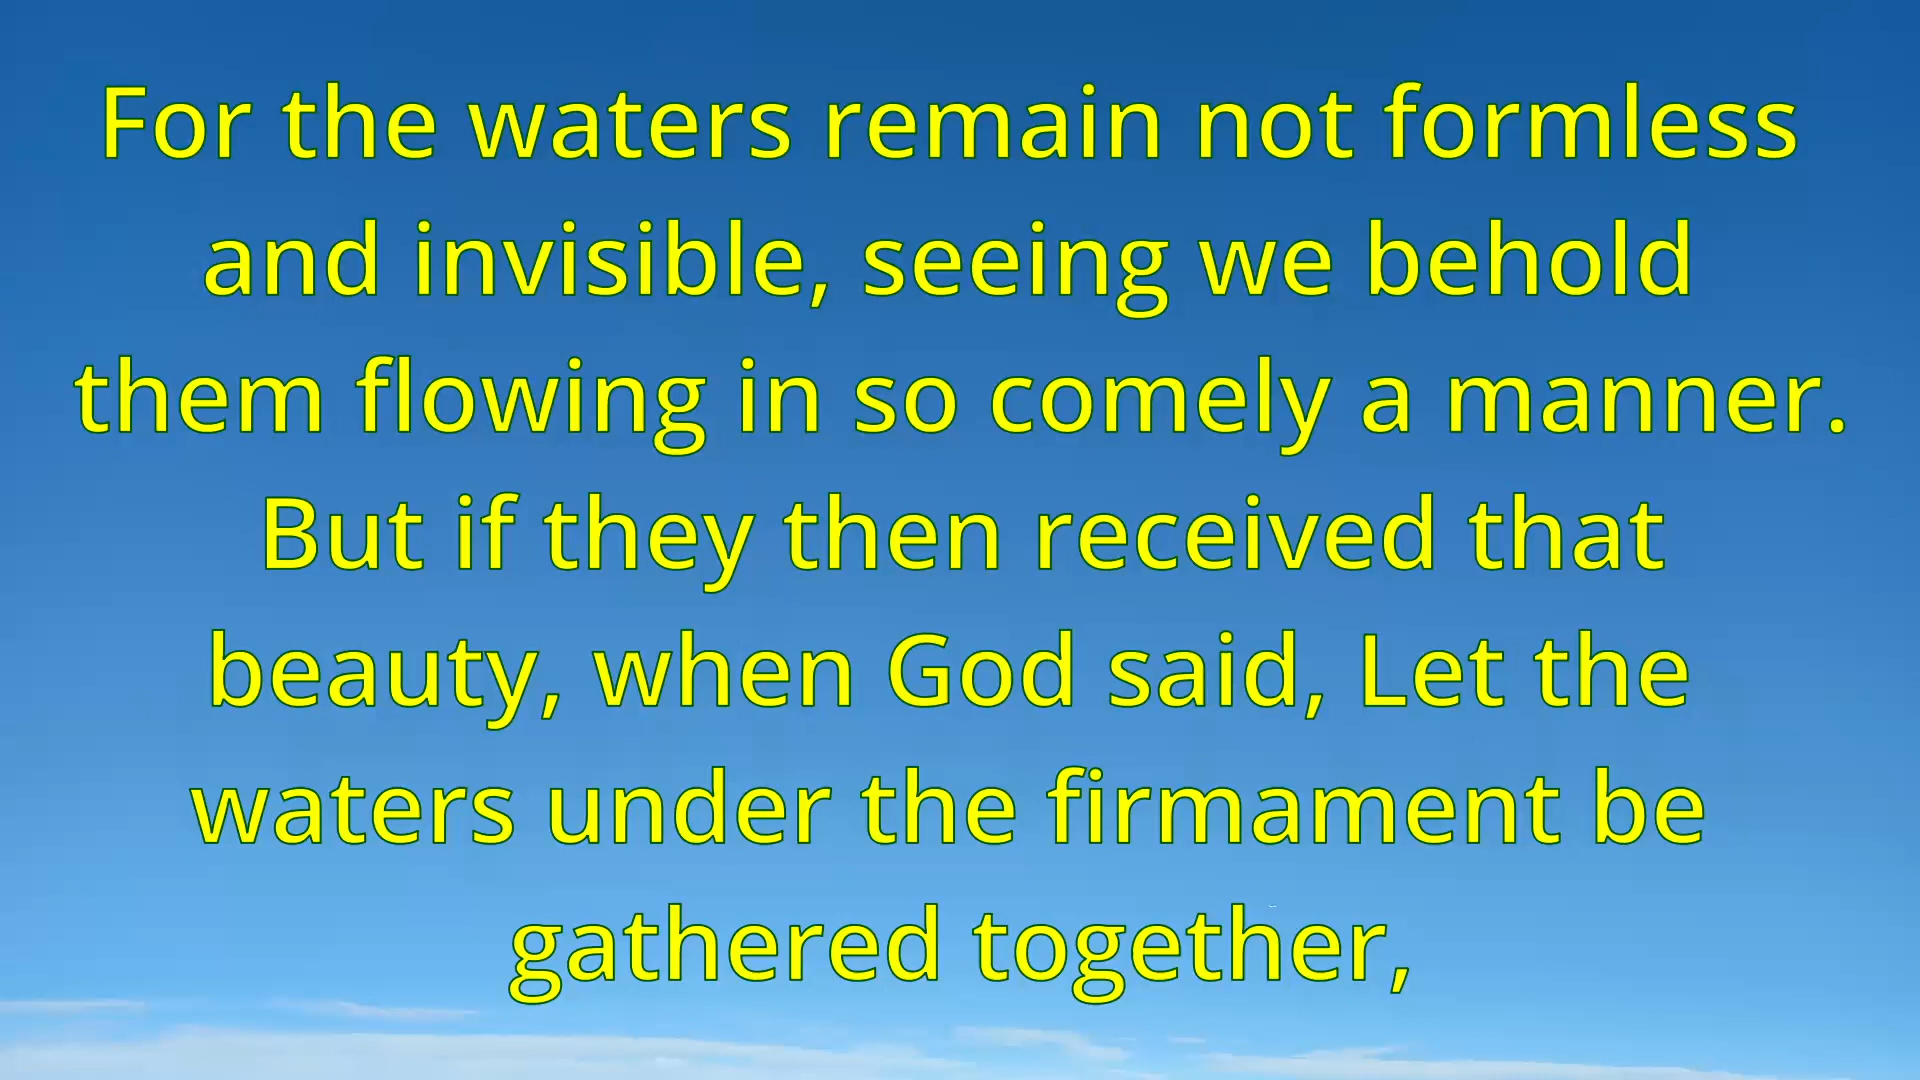 For the waters remain not formless
and invisible, seeing we behold
them flowing in so comely a manner.
But if they then received that
beauty, when God said, Let the
waters under the firmament be
gathered together,